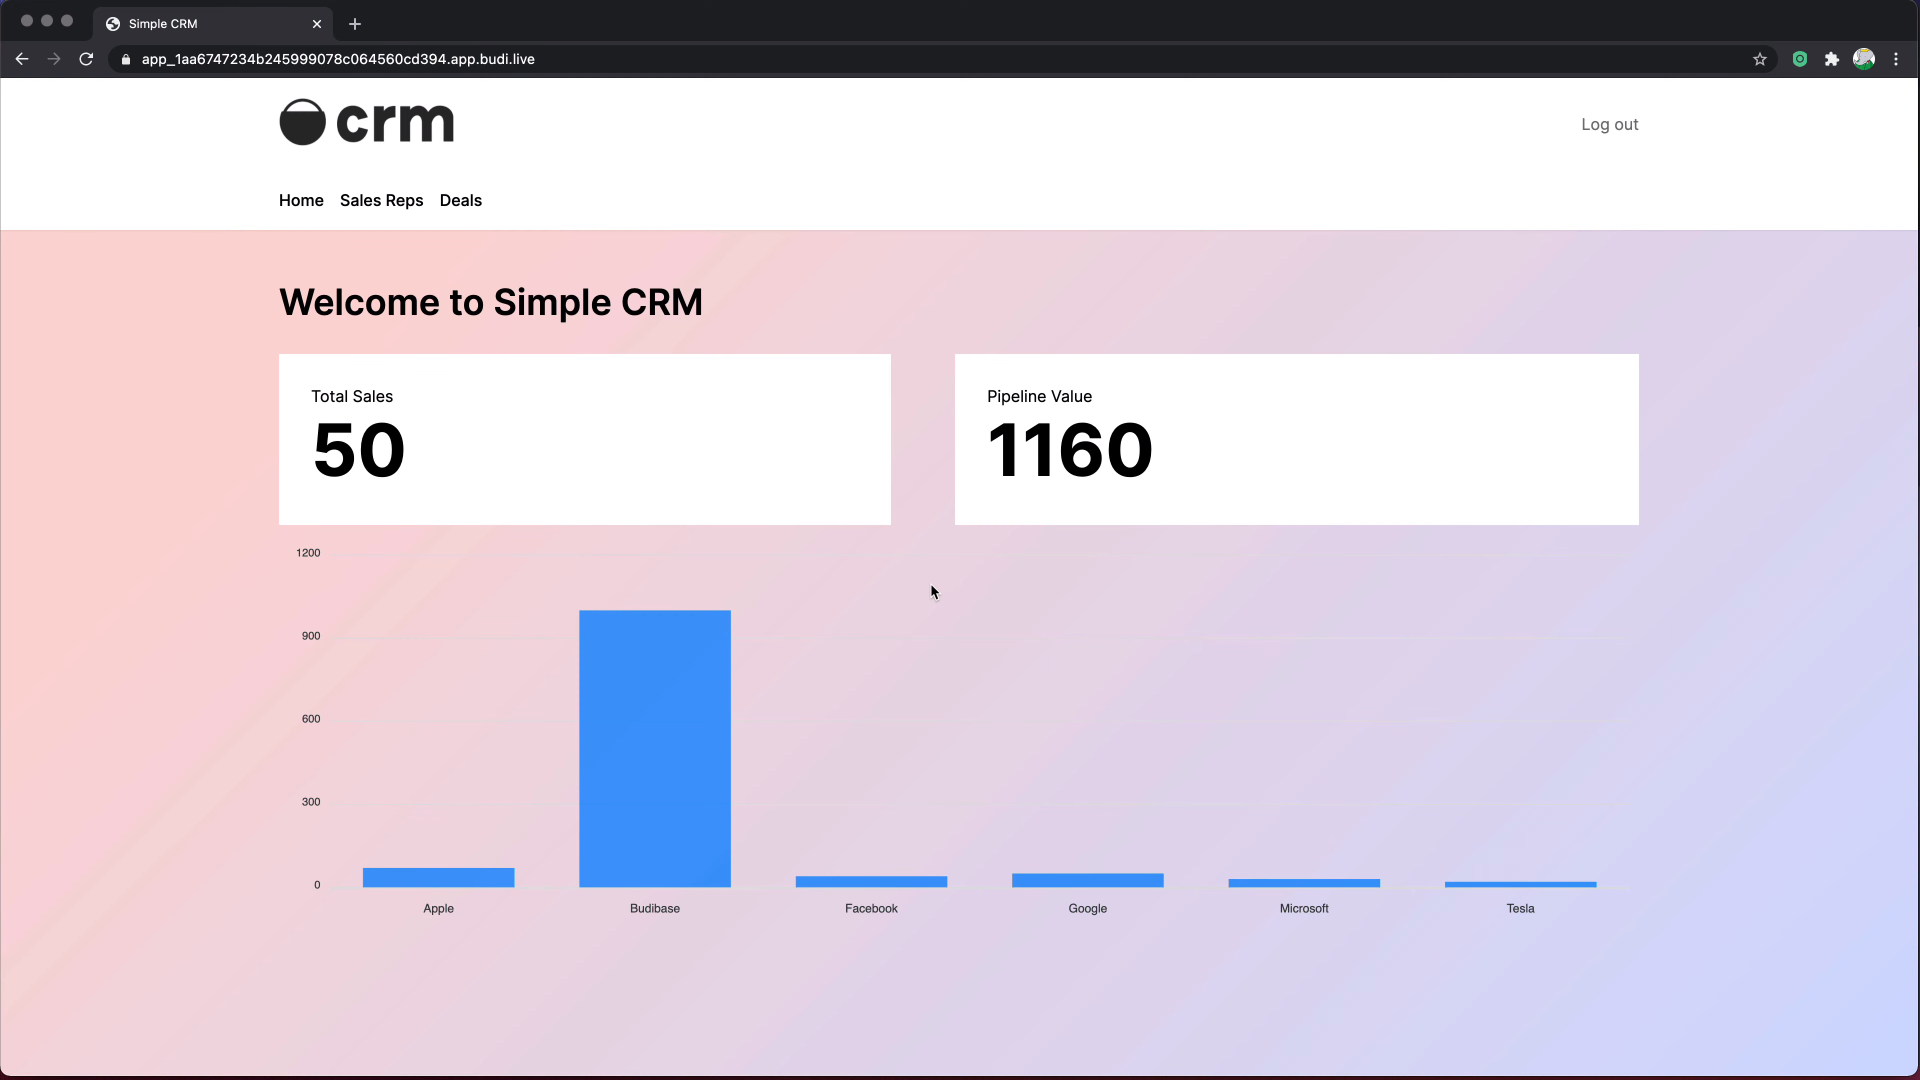 Simple CRM
app_1aa6747234b245999078c064560cd394.app.budi.live
crm
Log out
Home Sales Reps Deals
Welcome to Simple CRM
Total Sales
50
Pipeline Value
1160
1200
900
600
300
0
Apple Budibase Facebook Google Microsoft Tesla